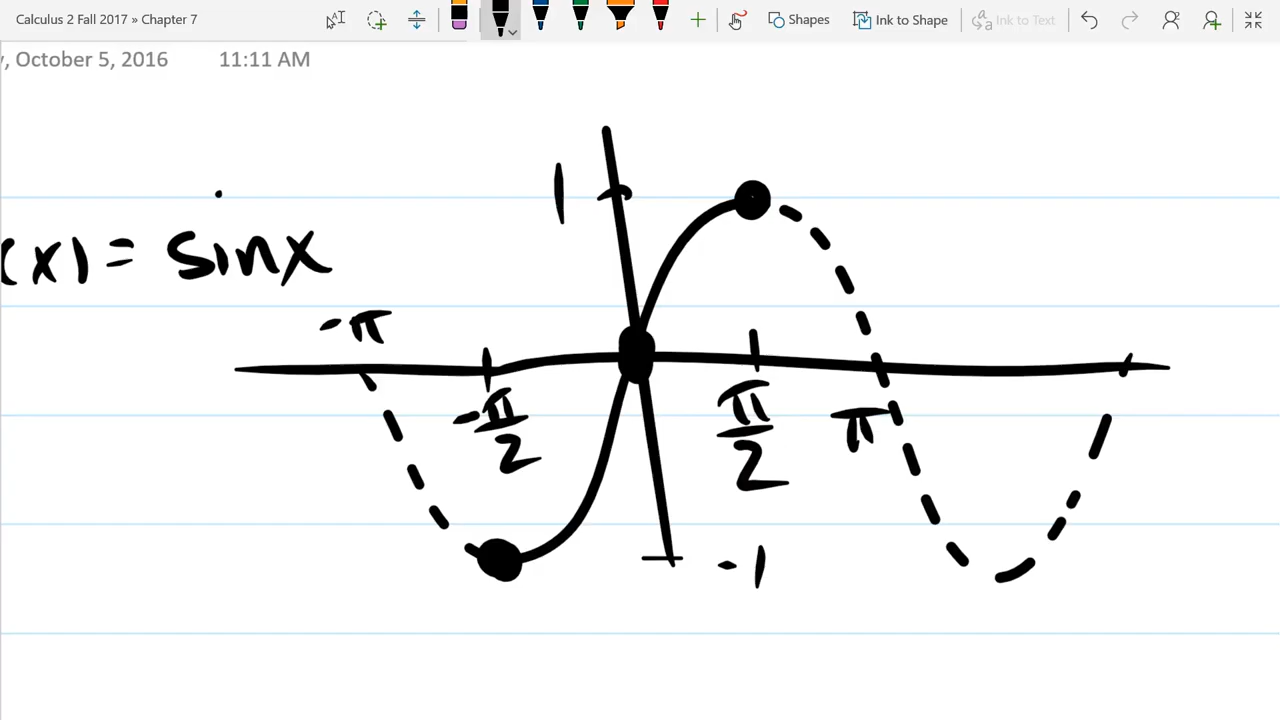 Calculus 2 Fall 2017 » Chapter 7
Shapes
Ink to Shape
Ink to Text
, October 5, 2016 11:11 AM
1
(x) = sinx
-π
-π/2
π/2
π
-1